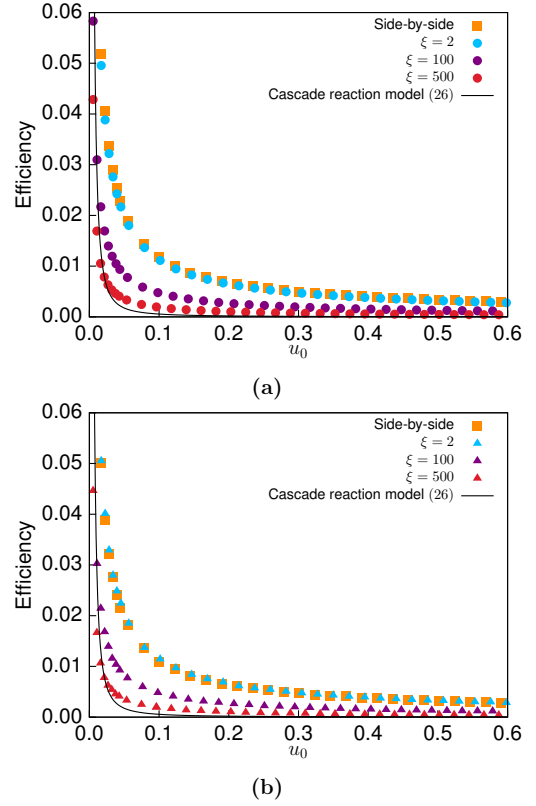 0.06
0.05
0.04
0.03
0.02
0.01
0.00
Efficiency
Side-by-side
ξ = 2
ξ = 100
ξ = 500
Cascade reaction model (26)
0.0 0.1 0.2 0.3 0.4 0.5 0.6
u0
(a)
0.06
0.05
0.04
0.03
0.02
0.01
0.00
Efficiency
Side-by-side
ξ = 2
ξ = 100
ξ = 500
Cascade reaction model (26)
0.0 0.1 0.2 0.3 0.4 0.5 0.6
u0
(b)